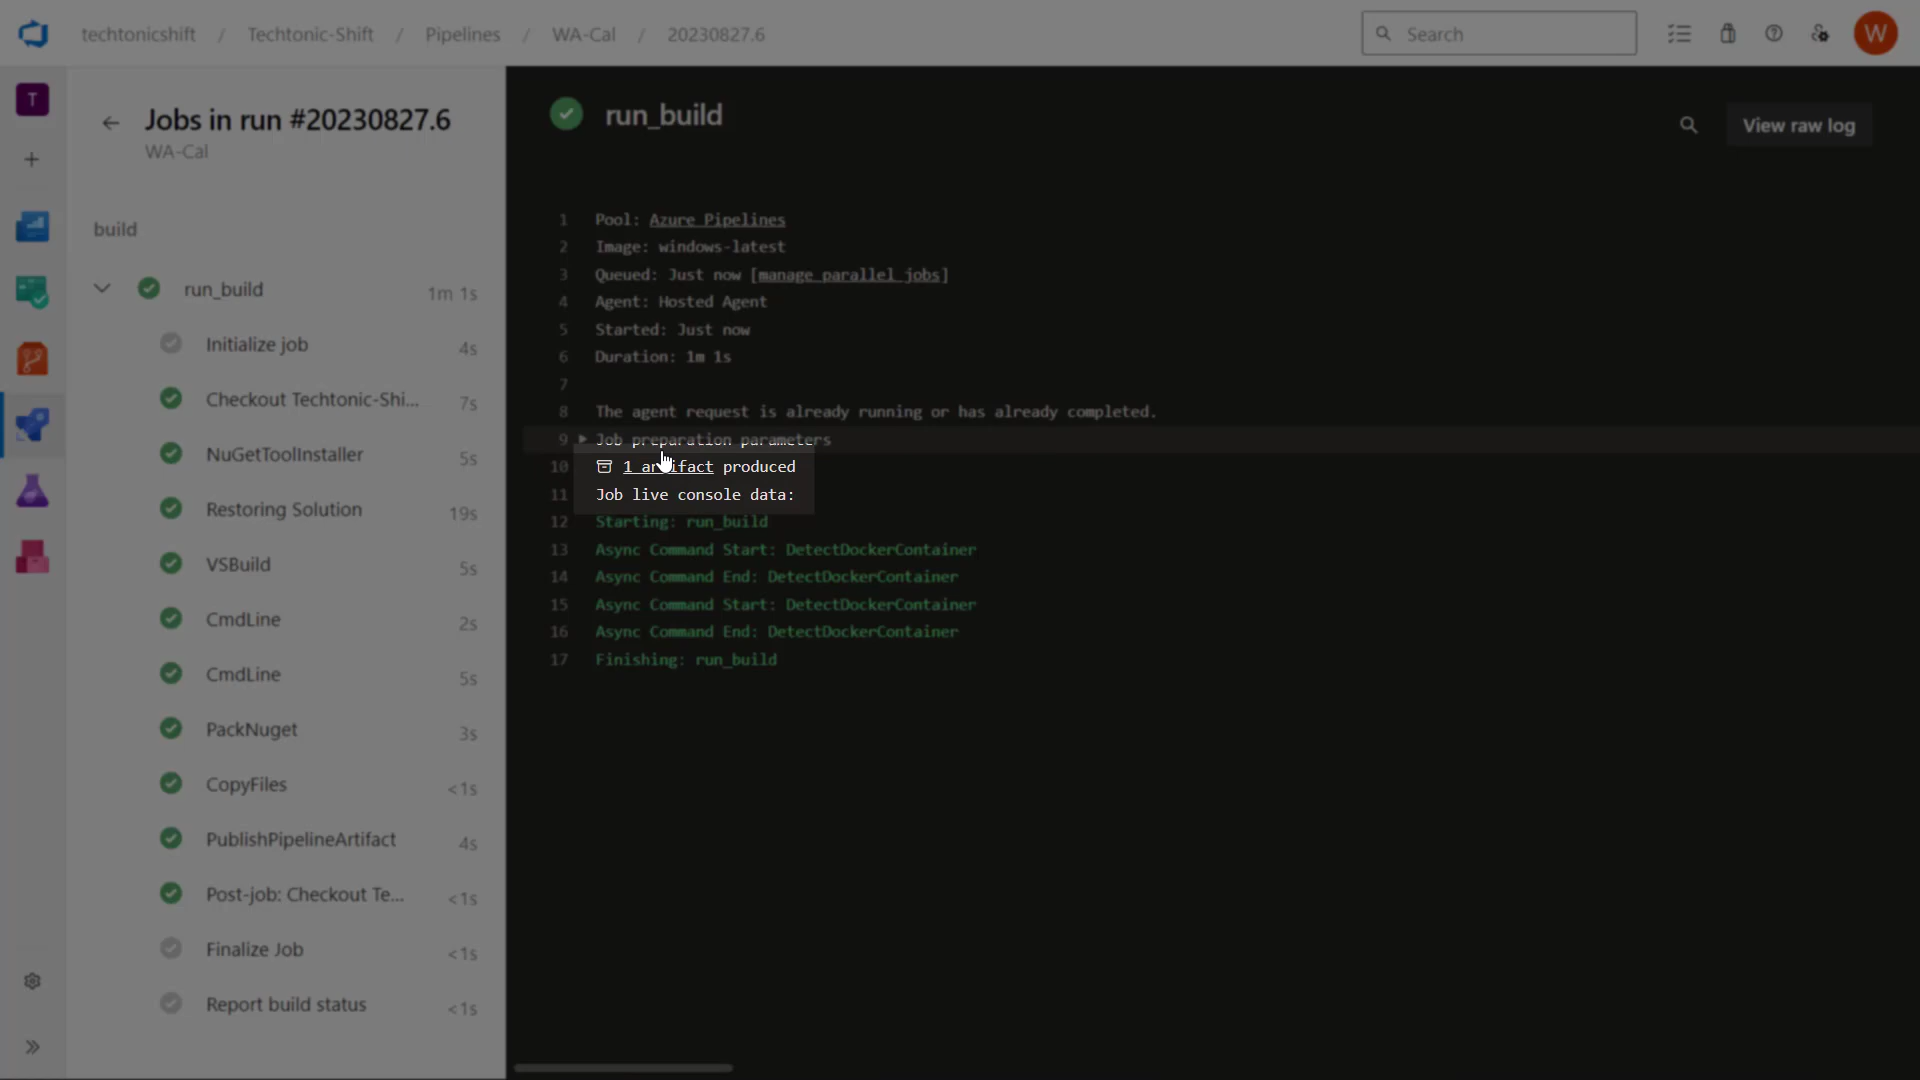 techtonicshift / Techtonic-Shift / Pipelines / WA-Cal / 20230827.6
Search
W
T
Jobs in run #20230827.6
WA-Cal
build
run_build 1m 1s
Initialize job 4s
Checkout Techtonic-Shi... 7s
NuGetToolInstaller 5s
Restoring Solution 19s
VSBuild 5s
CmdLine 2s
CmdLine 5s
PackNuget 3s
CopyFiles <1s
PublishPipelineArtifact 4s
Post-job: Checkout Te... <1s
Finalize Job <1s
Report build status <1s
run_build
View raw log
1 Pool: Azure Pipelines
2 Image: windows-latest
3 Queued: Just now [manage parallel jobs]
4 Agent: Hosted Agent
5 Started: Just now
6 Duration: 1m 1s
7
8 The agent request is already running or has already completed.
9 Job preparation parameters
10 1 artifact produced
11 Job live console data:
12 Starting: run_build
13 Async Command Start: DetectDockerContainer
14 Async Command End: DetectDockerContainer
15 Async Command Start: DetectDockerContainer
16 Async Command End: DetectDockerContainer
17 Finishing: run_build